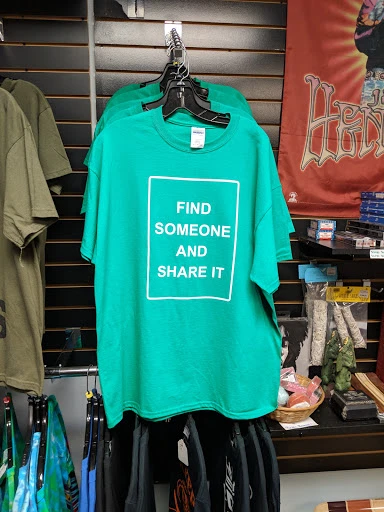 FIND
SOMEONE
AND
SHARE IT